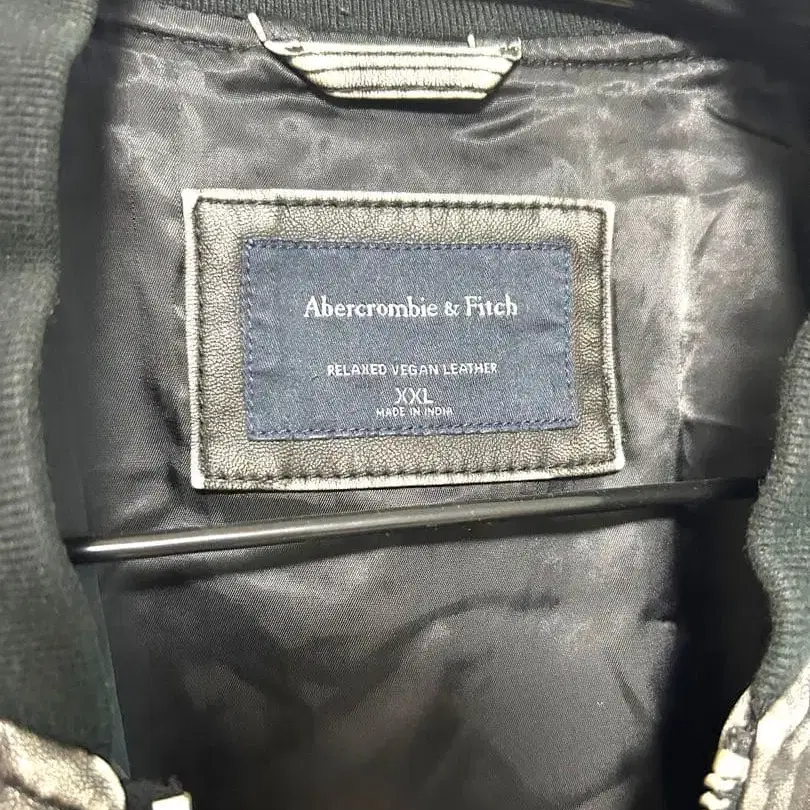 Abercrombie & Fitch
RELAXED VEGAN LEATHER
XXL
MADE IN INDIA